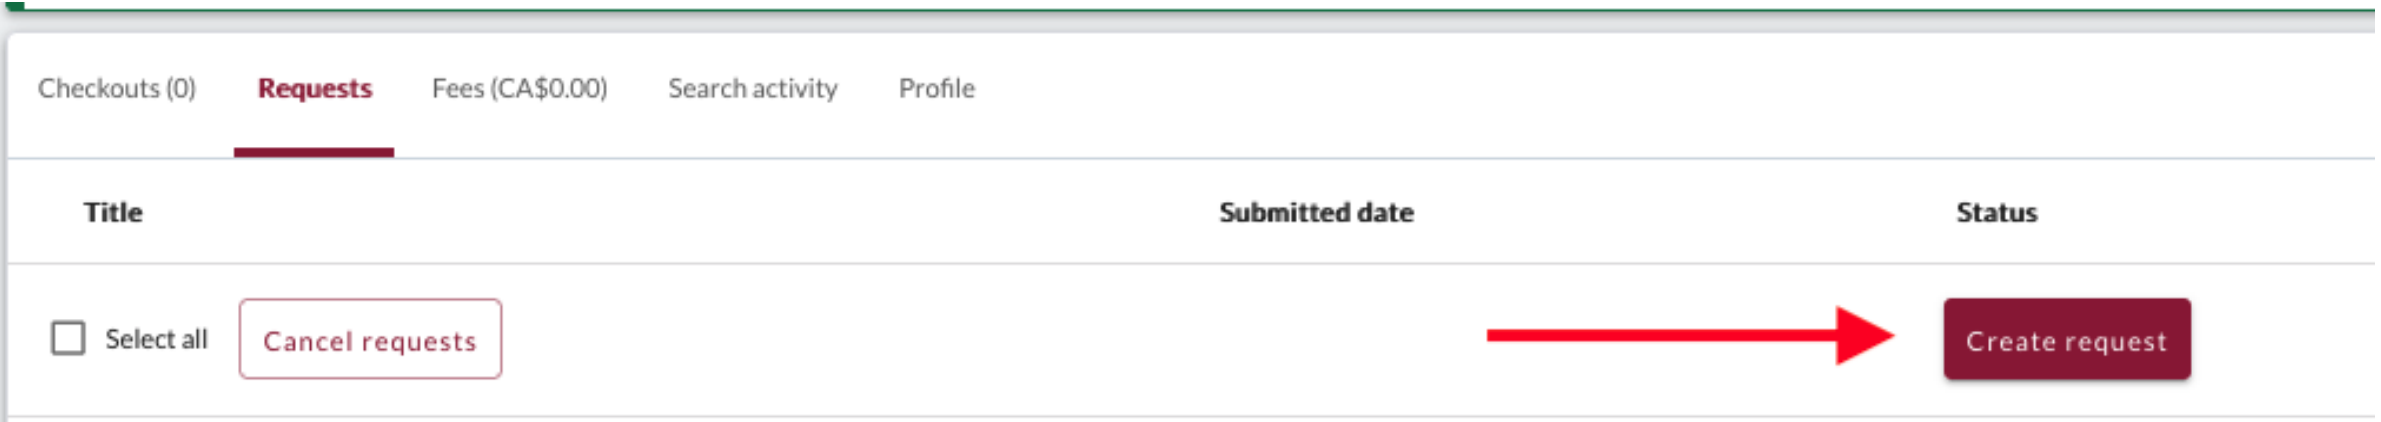 Checkouts (0) Requests Fees (CA$0.00) Search activity Profile
Title Submitted date Status
Select all Cancel requests Create request